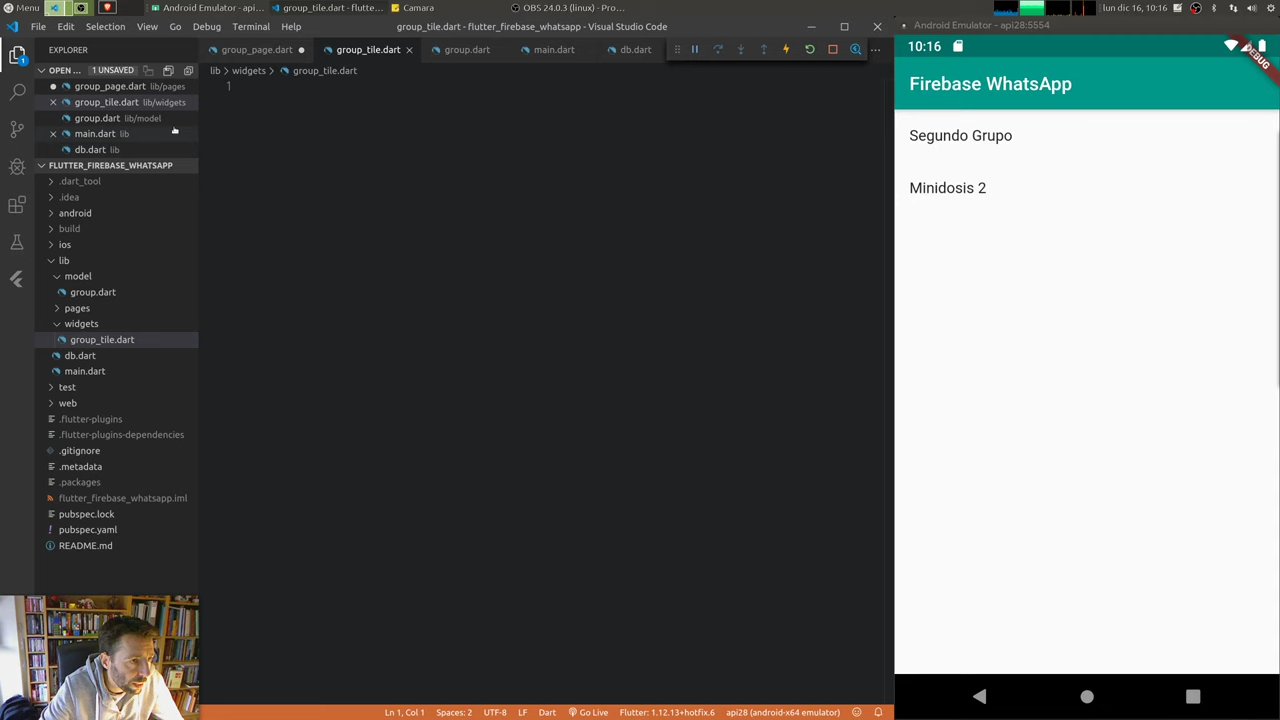 Menu
Android Emulator - api...
group_tile.dart - flutte...
Camara
OBS 24.0.3 (linux) - Pro...
lun dic 16, 10:16
File Edit Selection View Go Debug Terminal Help
group_tile.dart - flutter_firebase_whatsapp - Visual Studio Code
Android Emulator - api28:5554
EXPLORER
group_page.dart
group_tile.dart
group.dart
main.dart
db.dart
OPEN ... 1 UNSAVED
lib > widgets > group_tile.dart
group_page.dart lib/pages
group_tile.dart lib/widgets
group.dart lib/model
main.dart lib
db.dart lib
1
FLUTTER_FIREBASE_WHATSAPP
.dart_tool
.idea
android
build
ios
lib
model
group.dart
pages
widgets
group_tile.dart
db.dart
main.dart
test
web
.flutter-plugins
.flutter-plugins-dependencies
.gitignore
.metadata
.packages
flutter_firebase_whatsapp.iml
pubspec.lock
pubspec.yaml
README.md
1
10:16
DEBUG
Firebase WhatsApp
Segundo Grupo
Minidosis 2
Ln 1, Col 1
Spaces: 2
UTF-8
LF
Dart
Go Live
Flutter: 1.12.13+hotfix.6
api28 (android-x64 emulator)